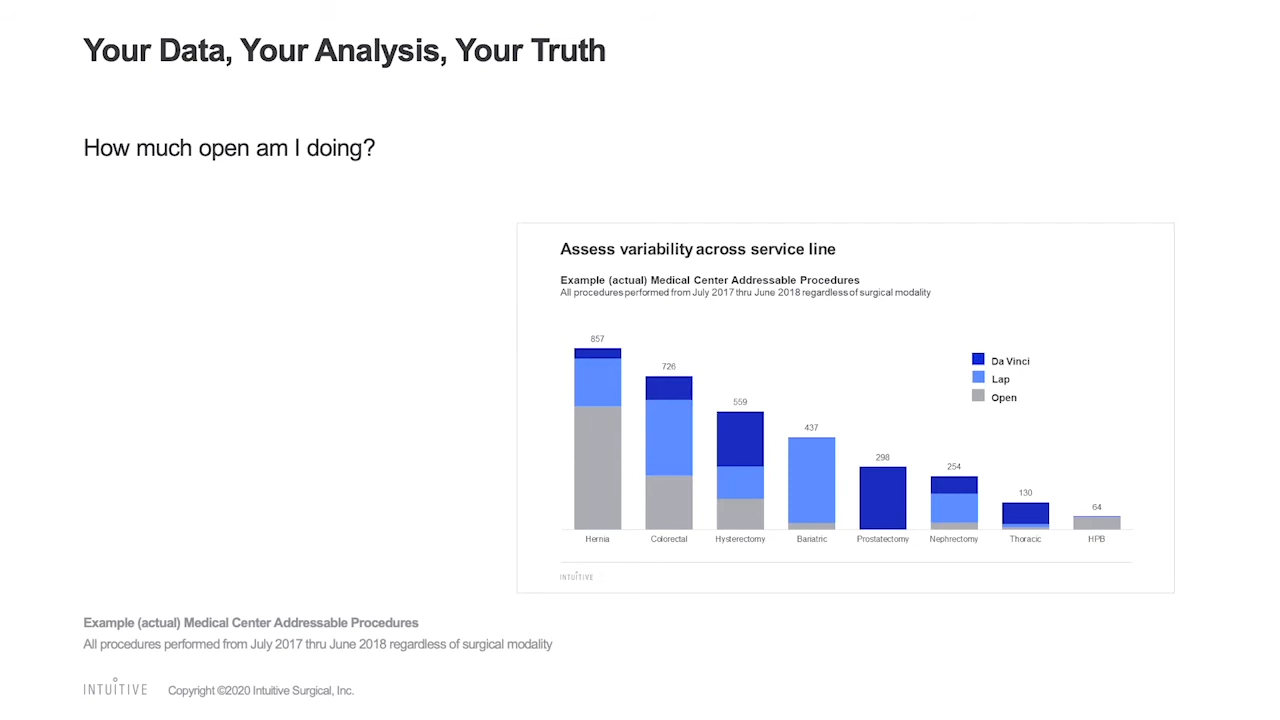 Your Data, Your Analysis, Your Truth
How much open am I doing?
Assess variability across service line
Example (actual) Medical Center Addressable Procedures
All procedures performed from July 2017 thru June 2018 regardless of surgical modality
857
726
559
437
298
254
130
64
Da Vinci
Lap
Open
Hernia
Colorectal
Hysterectomy
Bariatric
Prostatectomy
Nephrectomy
Thoracic
HPB
INTUITIVE
Example (actual) Medical Center Addressable Procedures
All procedures performed from July 2017 thru June 2018 regardless of surgical modality
INTUITIVE Copyright ©2020 Intuitive Surgical, Inc.